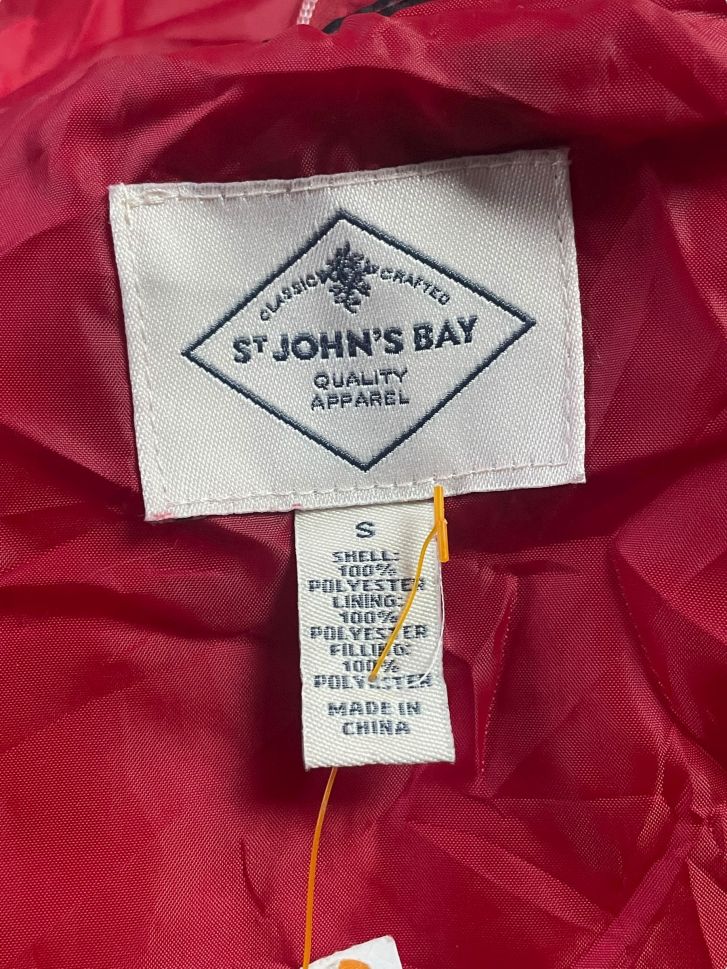 CLASSIC CRAFTED
ST JOHN'S BAY
QUALITY
APPAREL
S
SHELL:
100%
POLYESTER
LINING:
100%
POLYESTER
FILLING:
100%
POLYESTER
MADE IN
CHINA